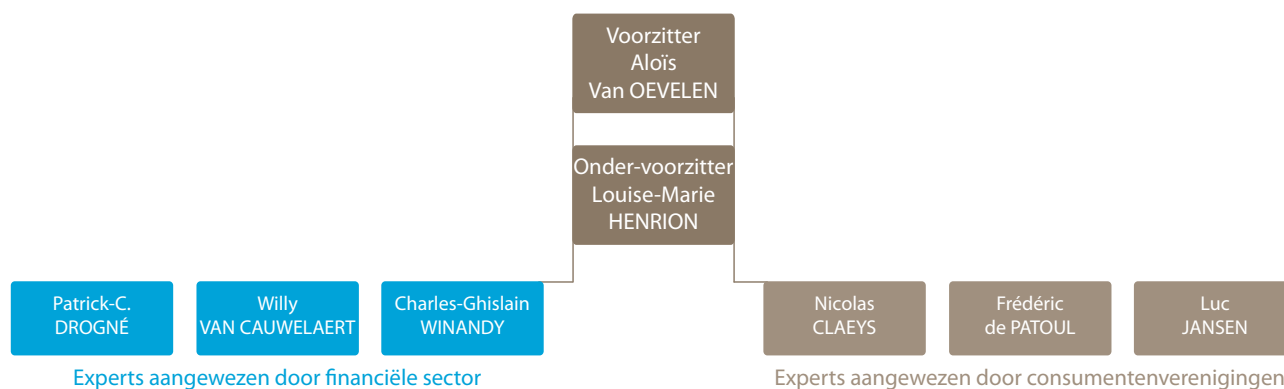 Voorzitter
Aloïs
Van OEVELEN
Onder-voorzitter
Louise-Marie
HENRION
Patrick-C.
DROGNÉ
Willy
VAN CAUWELAERT
Charles-Ghislain
WINANDY
Nicolas
CLAEYS
Frédéric
de PATOUL
Luc
JANSEN
Experts aangewezen door financiële sector
Experts aangewezen door consumentenverenigingen